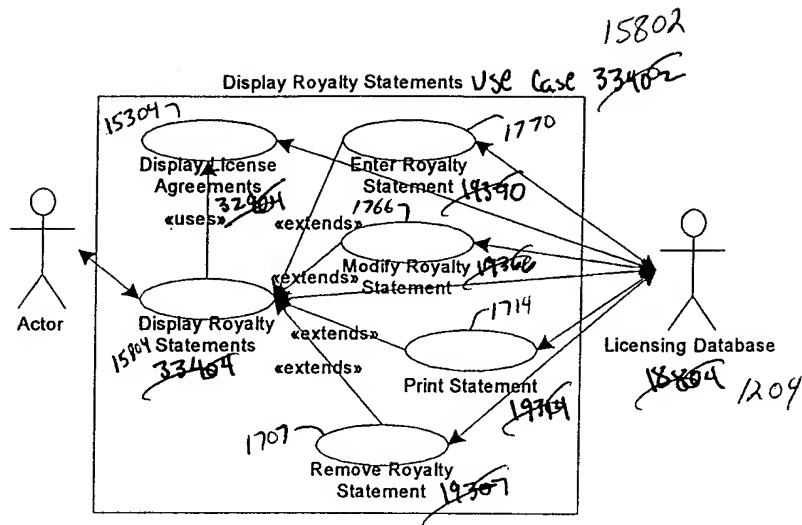 15802
Display Royalty Statements Use Case 33402
15304
1770
Display License
Agreements
32904
Enter Royalty
Statement 19390
«uses»
«extends»
1766
Modify Royalty
Statement 19366
«extends»
Actor
15804
Display Royalty
Statements
33404
«extends»
1714
Print Statement
19314
«extends»
Licensing Database
18804
1204
1707
Remove Royalty
Statement 19307